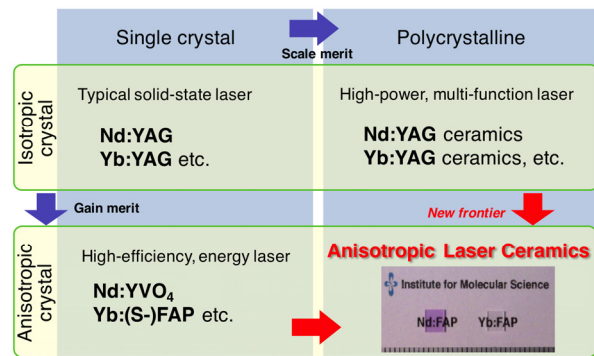 Single crystal
Polycrystalline
Scale merit
Isotropic
crystal
Typical solid-state laser
Nd:YAG
Yb:YAG etc.
High-power, multi-function laser
Nd:YAG ceramics
Yb:YAG ceramics, etc.
Gain merit
New frontier
Anisotropic
crystal
High-efficiency, energy laser
Nd:YVO₄
Yb:(S-)FAP etc.
Anisotropic Laser Ceramics
Institute for Molecular Science
Nd:FAP Yb:FAP